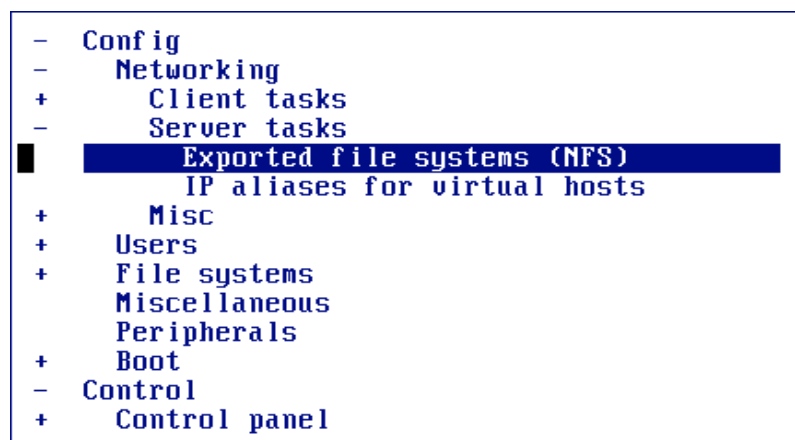 - Config
- Networking
+ Client tasks
- Server tasks
Exported file systems (NFS)
IP aliases for virtual hosts
+ Misc
+ Users
+ File systems
Miscellaneous
Peripherals
+ Boot
- Control
+ Control panel